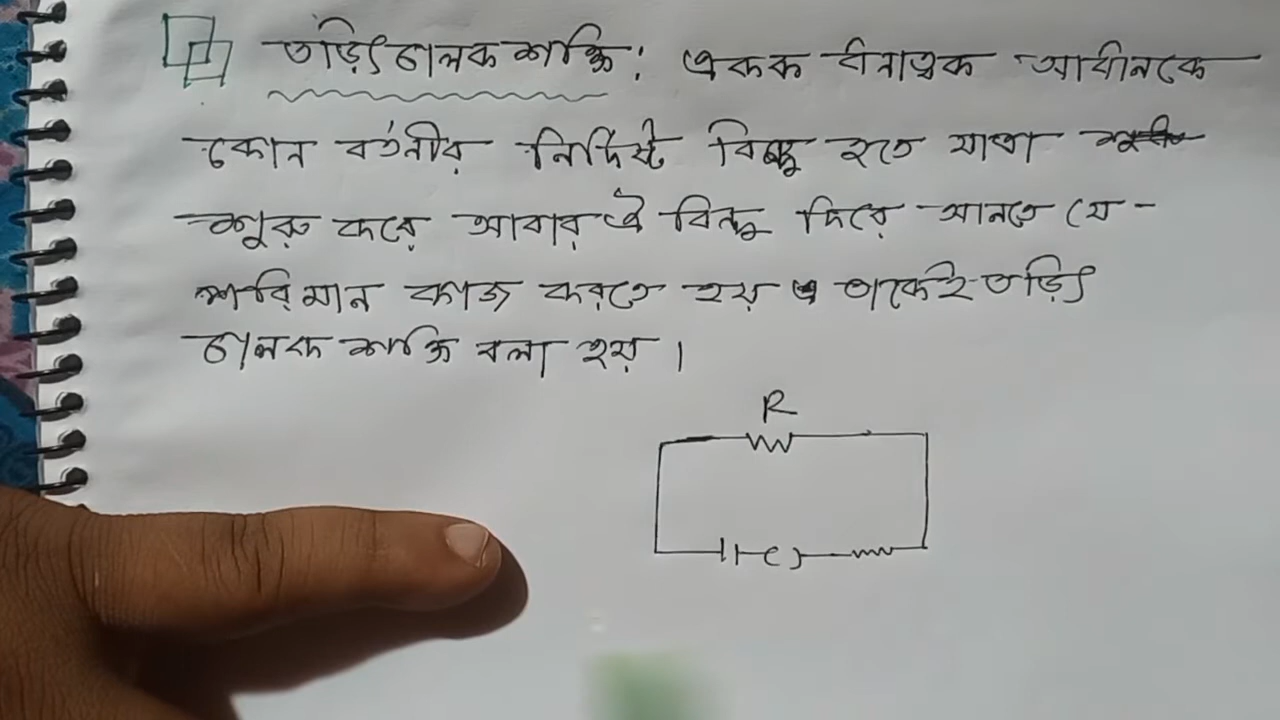 তড়িৎচালক শক্তি : একক ধনাত্বক আধানকে
কোন বর্তনীর নির্দিষ্ট বিন্দু হতে যাত্রা
শুরু করে আবার ঐ বিন্দু দিরে আনতে যে -
পরিমান কাজ করতে হয় তাকেই তড়িৎ
চালক শক্তি বলা হয় ।
R